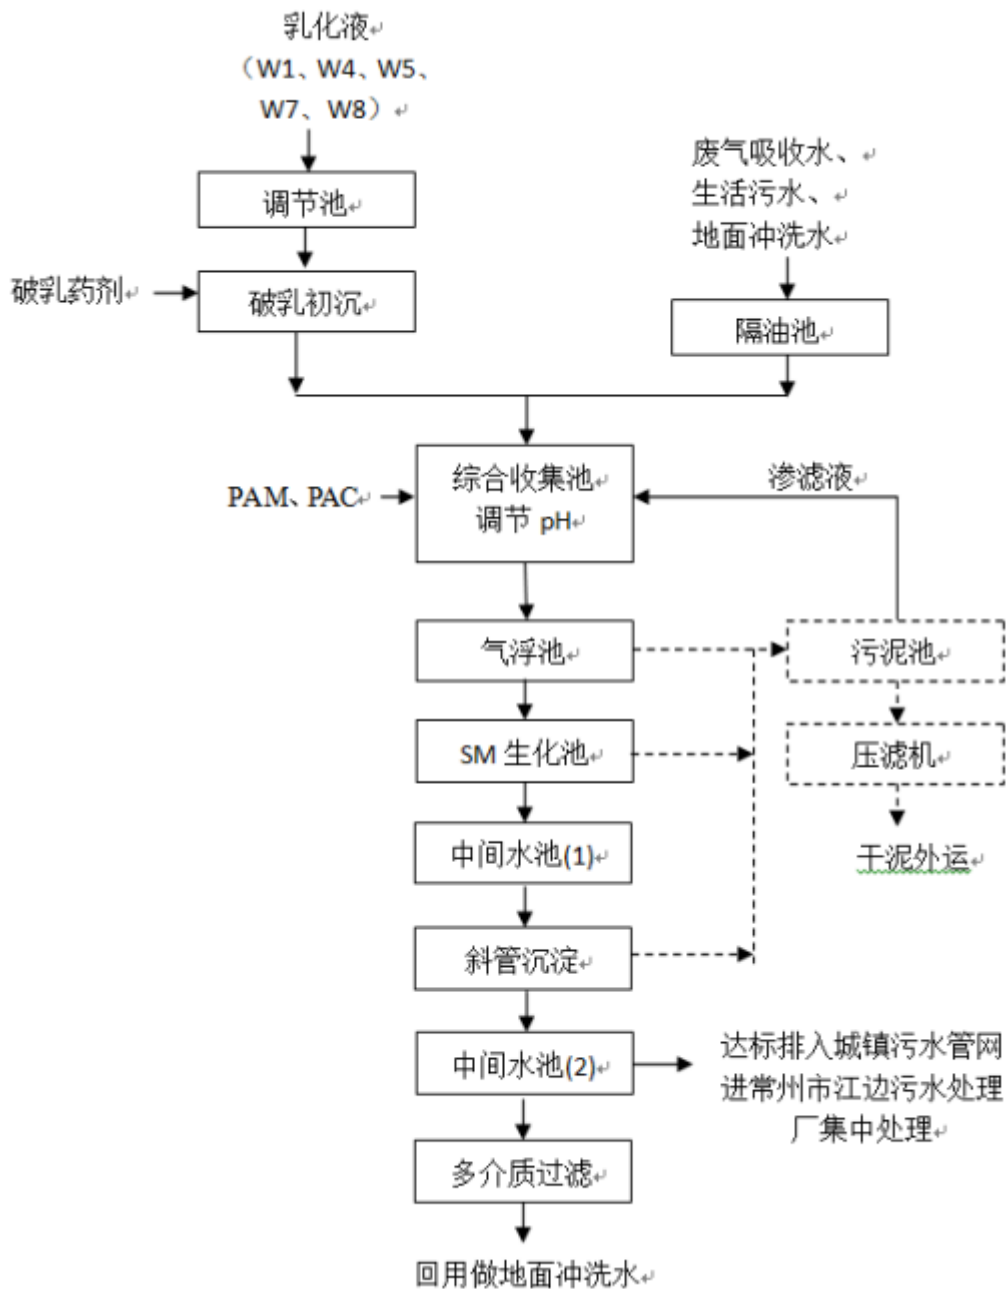 乳化液
（W1、W4、W5、
W7、W8）
调节池
破乳药剂
破乳初沉
废气吸收水、
生活污水、
地面冲洗水
隔油池
PAM、PAC
综合收集池
调节 pH
渗滤液
气浮池
污泥池
SM 生化池
压滤机
中间水池(1)
干泥外运
斜管沉淀
中间水池(2)
达标排入城镇污水管网
进常州市江边污水处理
厂集中处理
多介质过滤
回用做地面冲洗水